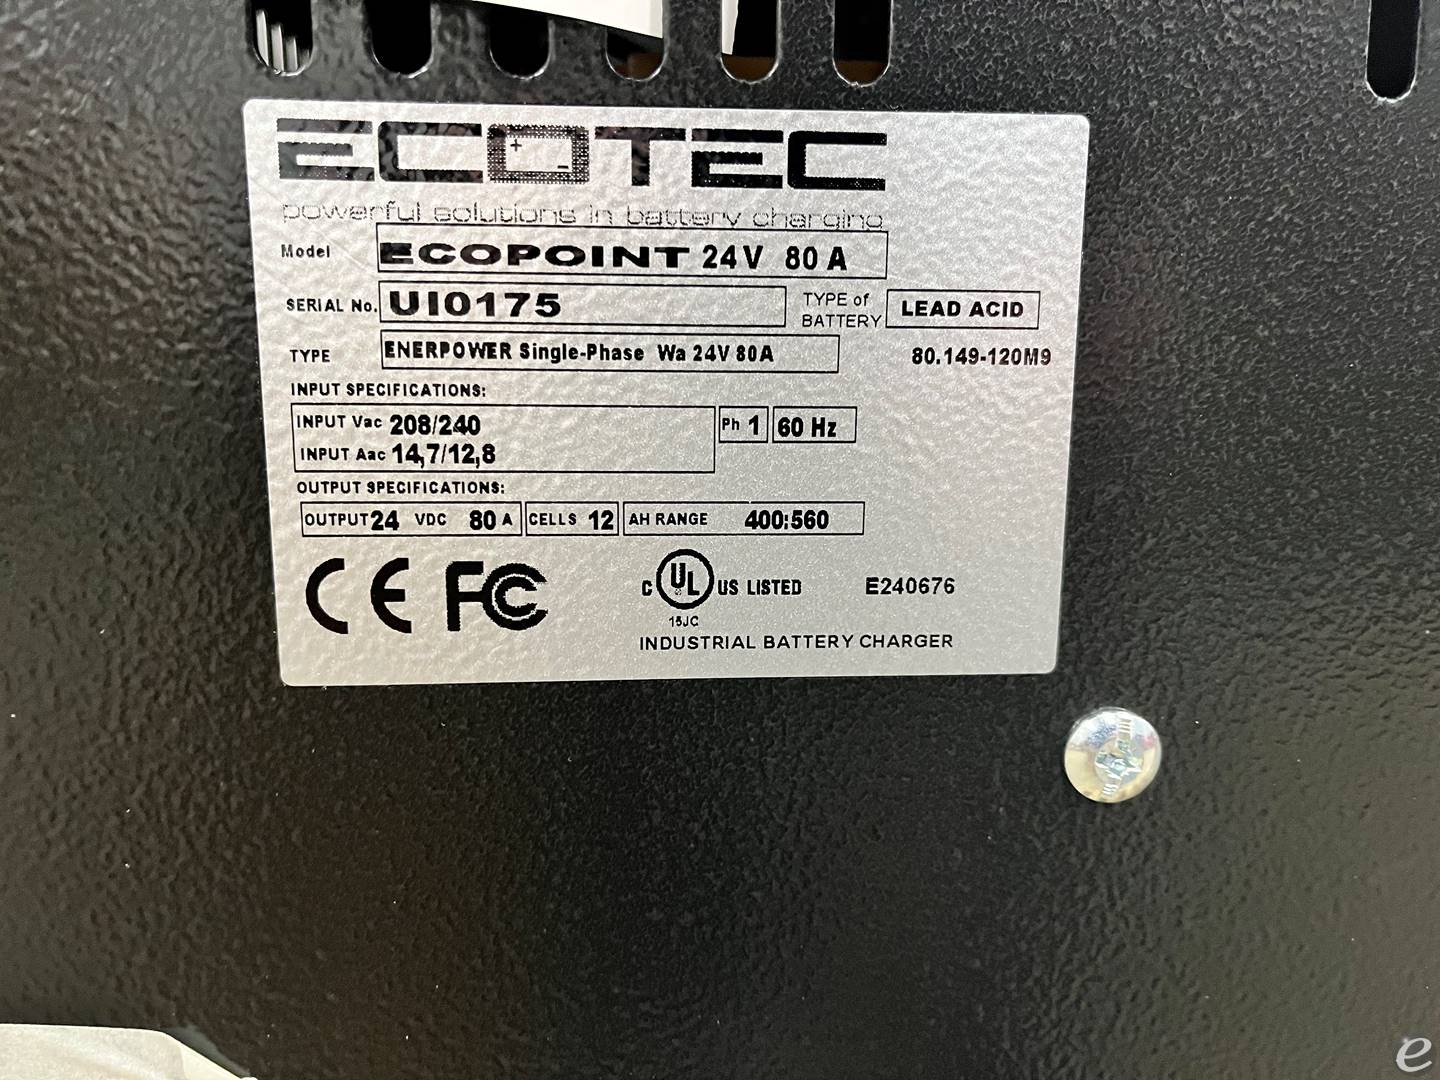 ECOTEC
powerful solutions in battery charging
Model ECOPOINT 24V 80 A
SERIAL No. UI0175 TYPE of BATTERY LEAD ACID
TYPE ENERPOWER Single-Phase Wa 24V 80A 80.149-120M9
INPUT SPECIFICATIONS:
INPUT Vac 208/240 Ph 1 60 Hz
INPUT Aac 14,7/12,8
OUTPUT SPECIFICATIONS:
OUTPUT 24 VDC 80 A CELLS 12 AH RANGE 400:560
CE FC C UL US LISTED E240676
15JC
INDUSTRIAL BATTERY CHARGER
e